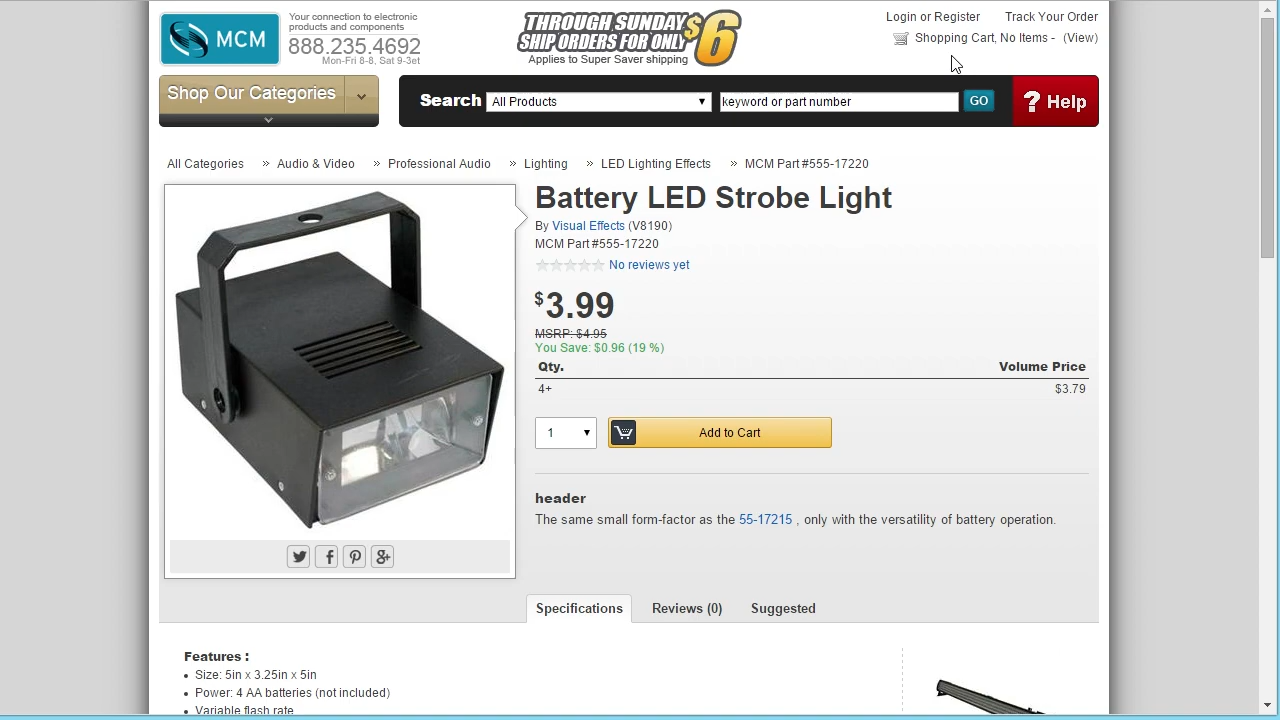 MCM
Your connection to electronic
products and components
888.235.4692
Mon-Fri 8-8, Sat 9-3et
THROUGH SUNDAY
SHIP ORDERS FOR ONLY
$6
Applies to Super Saver shipping
Login or Register
Track Your Order
Shopping Cart, No Items - (View)
Shop Our Categories
Search
All Products
keyword or part number
GO
? Help
All Categories » Audio & Video » Professional Audio » Lighting » LED Lighting Effects » MCM Part #555-17220
Battery LED Strobe Light
By Visual Effects (V8190)
MCM Part #555-17220
No reviews yet
$3.99
MSRP: $4.95
You Save: $0.96 (19 %)
Qty. Volume Price
4+ $3.79
1
Add to Cart
header
The same small form-factor as the 55-17215 , only with the versatility of battery operation.
Specifications
Reviews (0)
Suggested
Features :
• Size: 5in x 3.25in x 5in
• Power: 4 AA batteries (not included)
• Variable flash rate